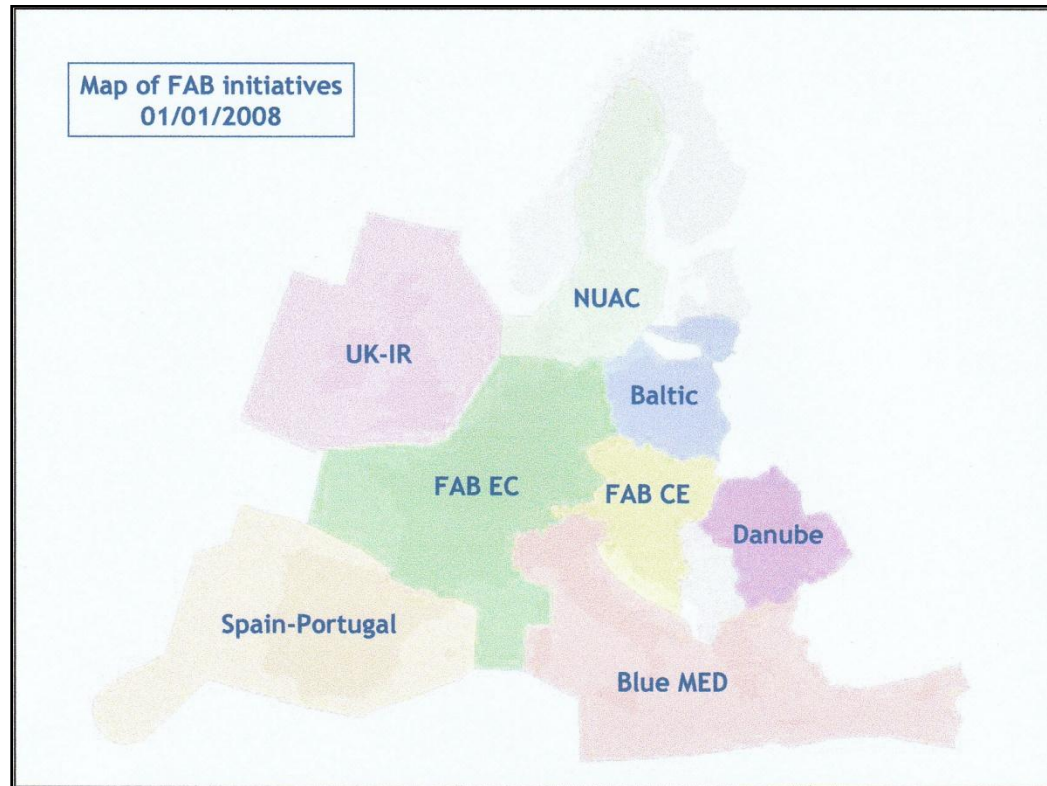 Map of FAB initiatives
01/01/2008
NUAC
UK-IR
Baltic
FAB EC
FAB CE
Danube
Spain-Portugal
Blue MED